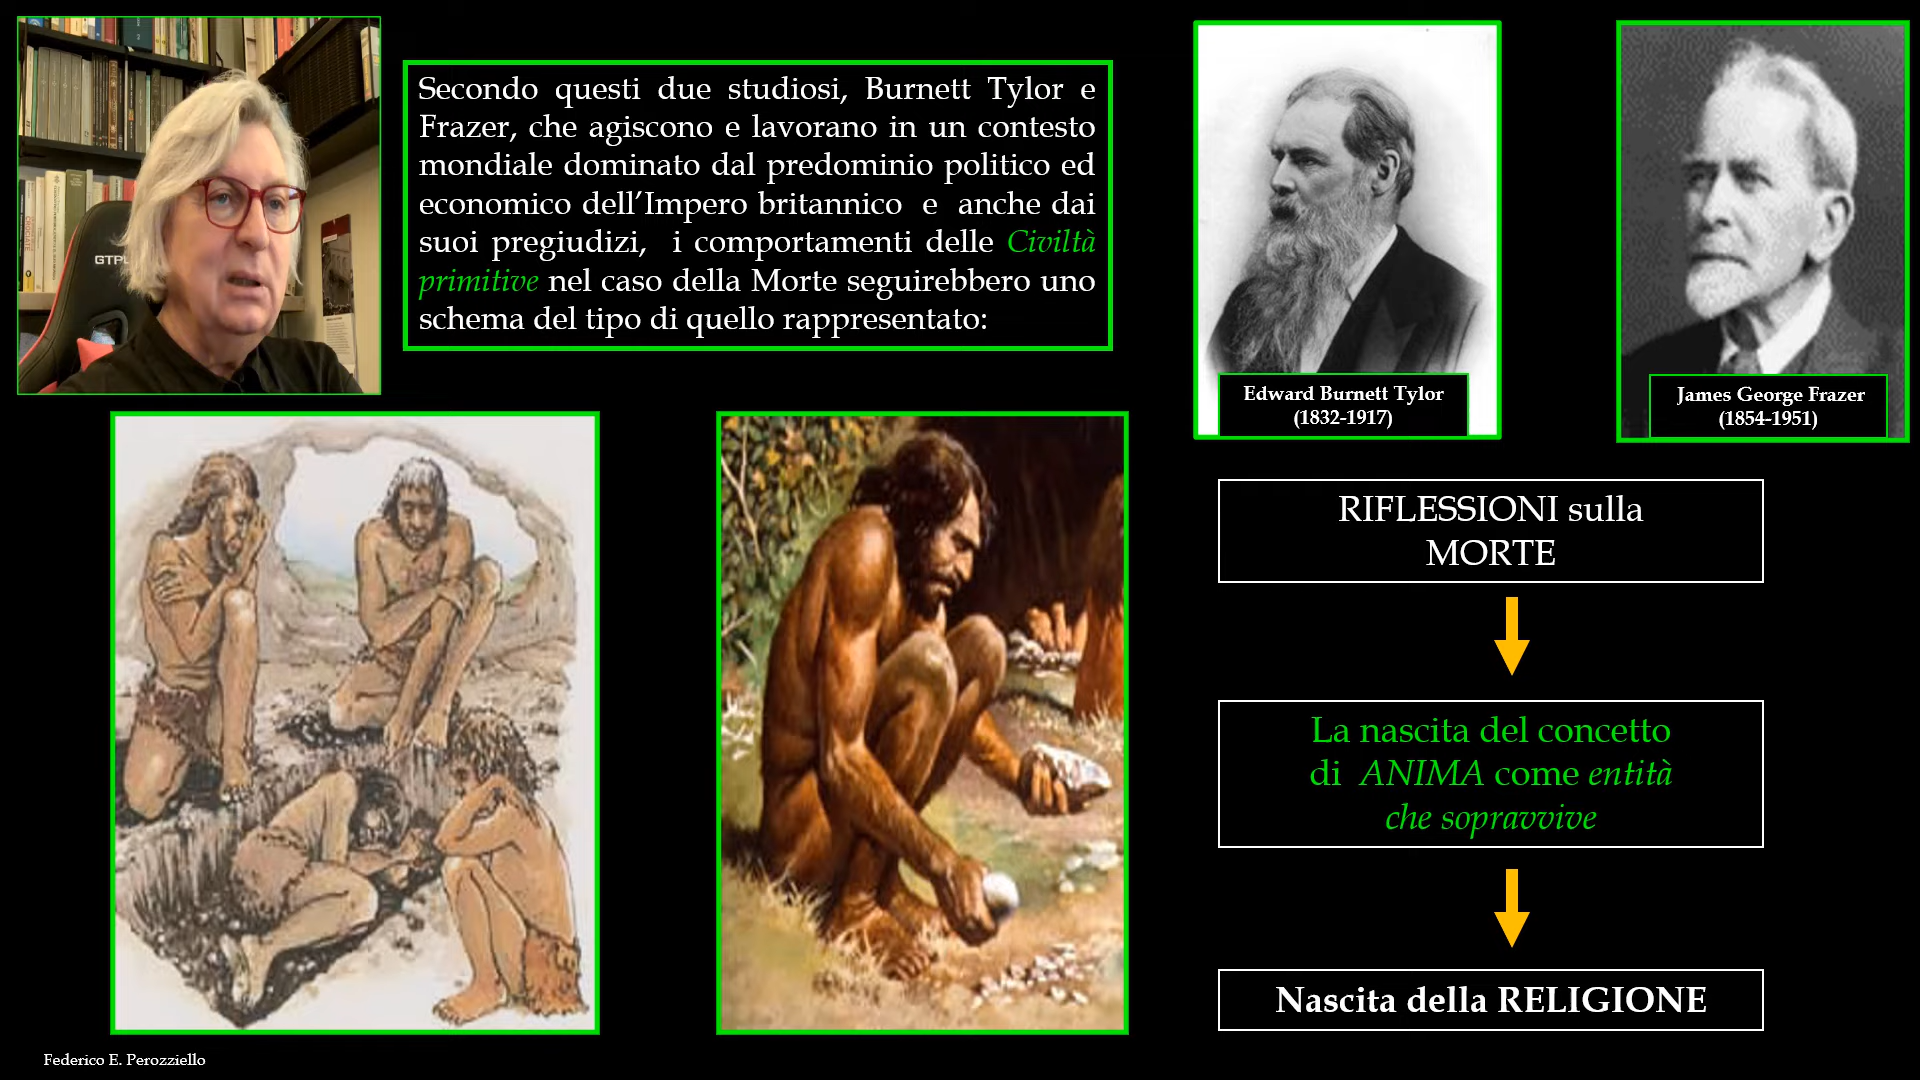 Secondo questi due studiosi, Burnett Tylor e
Frazer, che agiscono e lavorano in un contesto
mondiale dominato dal predominio politico ed
economico dell’Impero britannico e anche dai
suoi pregiudizi, i comportamenti delle Civiltà
primitive nel caso della Morte seguirebbero uno
schema del tipo di quello rappresentato:
Edward Burnett Tylor
(1832-1917)
James George Frazer
(1854-1951)
RIFLESSIONI sulla
MORTE
La nascita del concetto
di ANIMA come entità
che sopravvive
Nascita della RELIGIONE
Federico E. Perozziello